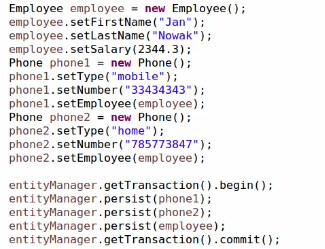 Employee employee = new Employee();
employee.setFirstName("Jan");
employee.setLastName("Nowak");
employee.setSalary(2344.3);
Phone phone1 = new Phone();
phone1.setType("mobile");
phone1.setNumber("33434343");
phone1.setEmployee(employee);
Phone phone2 = new Phone();
phone2.setType("home");
phone2.setNumber("785773847");
phone2.setEmployee(employee);
entityManager.getTransaction().begin();
entityManager.persist(phone1);
entityManager.persist(phone2);
entityManager.persist(employee);
entityManager.getTransaction().commit();